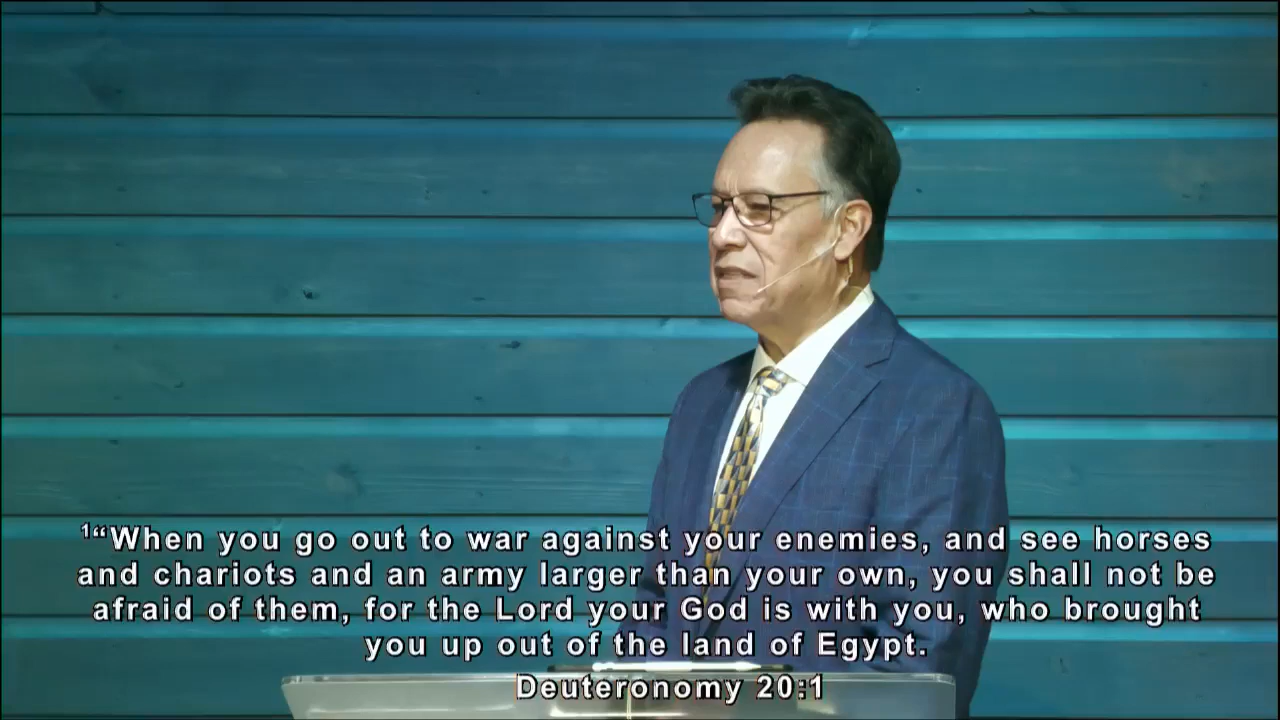 ¹“When you go out to war against your enemies, and see horses
and chariots and an army larger than your own, you shall not be
afraid of them, for the Lord your God is with you, who brought
you up out of the land of Egypt.
Deuteronomy 20:1